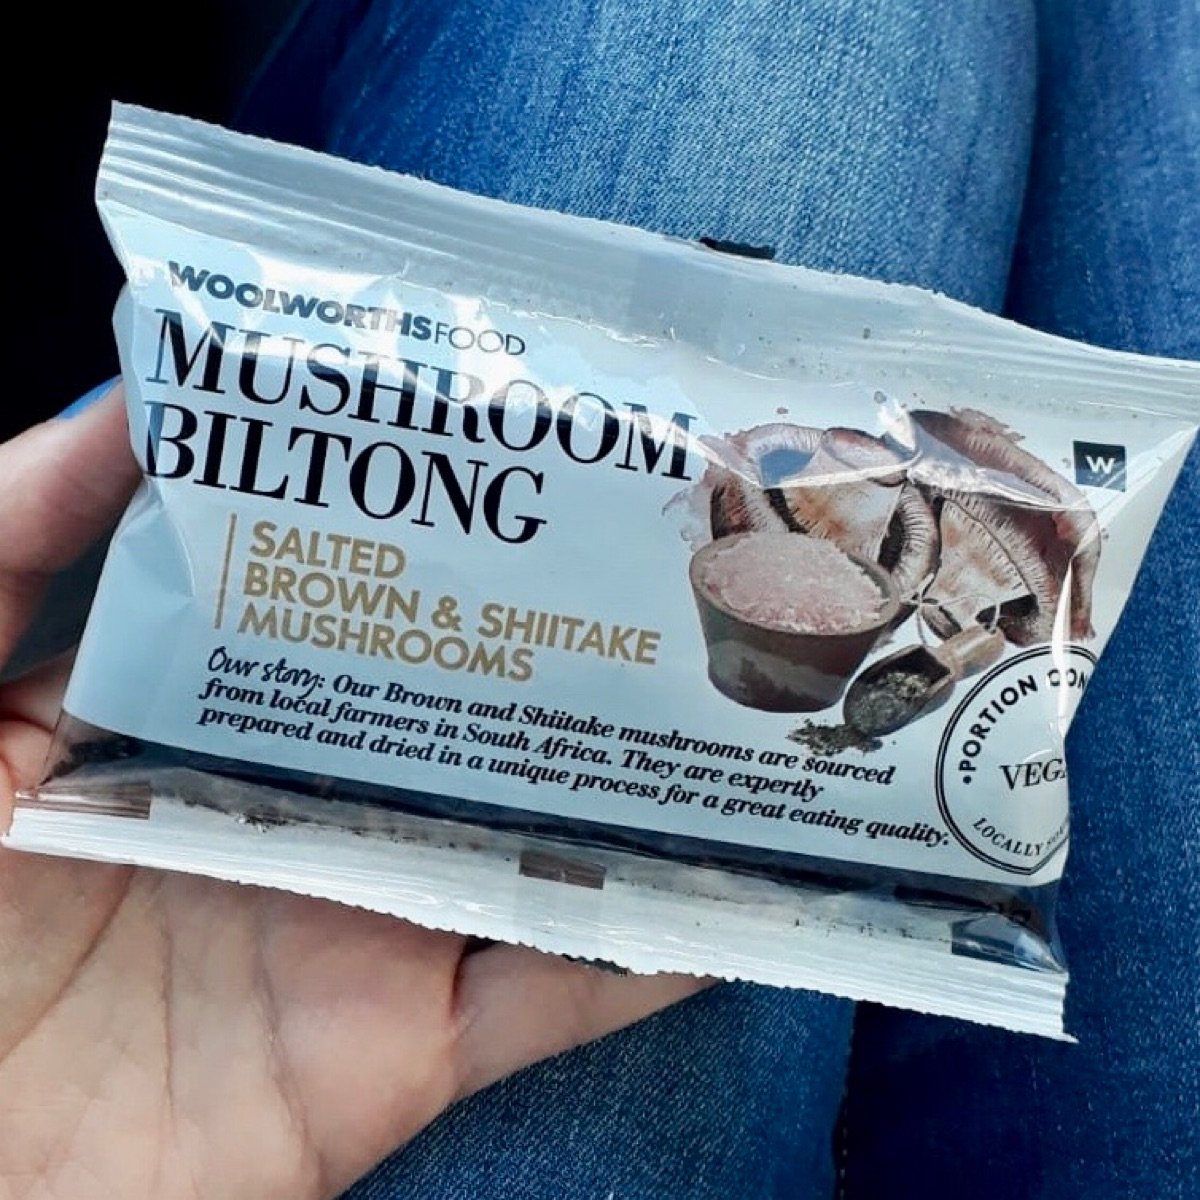 WOOLWORTHSFOOD
MUSHROOM
BILTONG
SALTED
BROWN & SHIITAKE
MUSHROOMS
Our story: Our Brown and Shiitake mushrooms are sourced
from local farmers in South Africa. They are expertly
prepared and dried in a unique process for a great eating quality.
W
•PORTION
LOCALLY